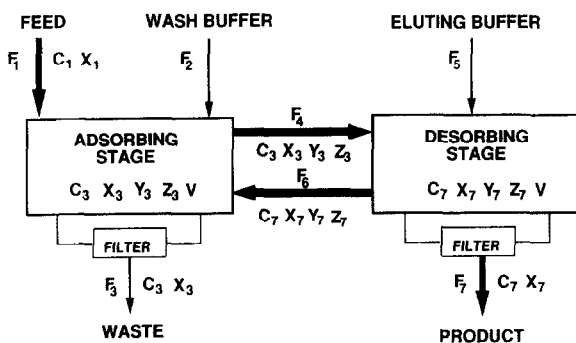 FEED WASH BUFFER ELUTING BUFFER
F1 C1 X1 F2 F5
F4
ADSORBING STAGE
C3 X3 Y3 Z3
DESORBING STAGE
F6
C3 X3 Y3 Z3 V
C7 X7 Y7 Z7
C7 X7 Y7 Z7 V
FILTER FILTER
F3 C3 X3 F7 C7 X7
WASTE PRODUCT